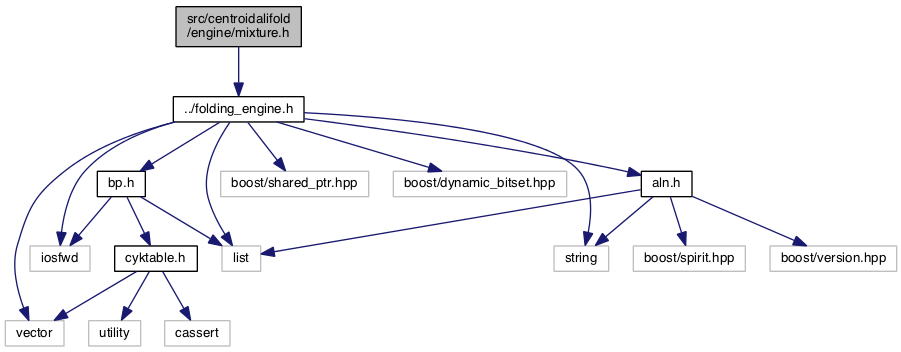 src/centroidalifold
/engine/mixture.h
../folding_engine.h
bp.h
boost/shared_ptr.hpp
boost/dynamic_bitset.hpp
aln.h
iosfwd
cyktable.h
list
string
boost/spirit.hpp
boost/version.hpp
vector
utility
cassert